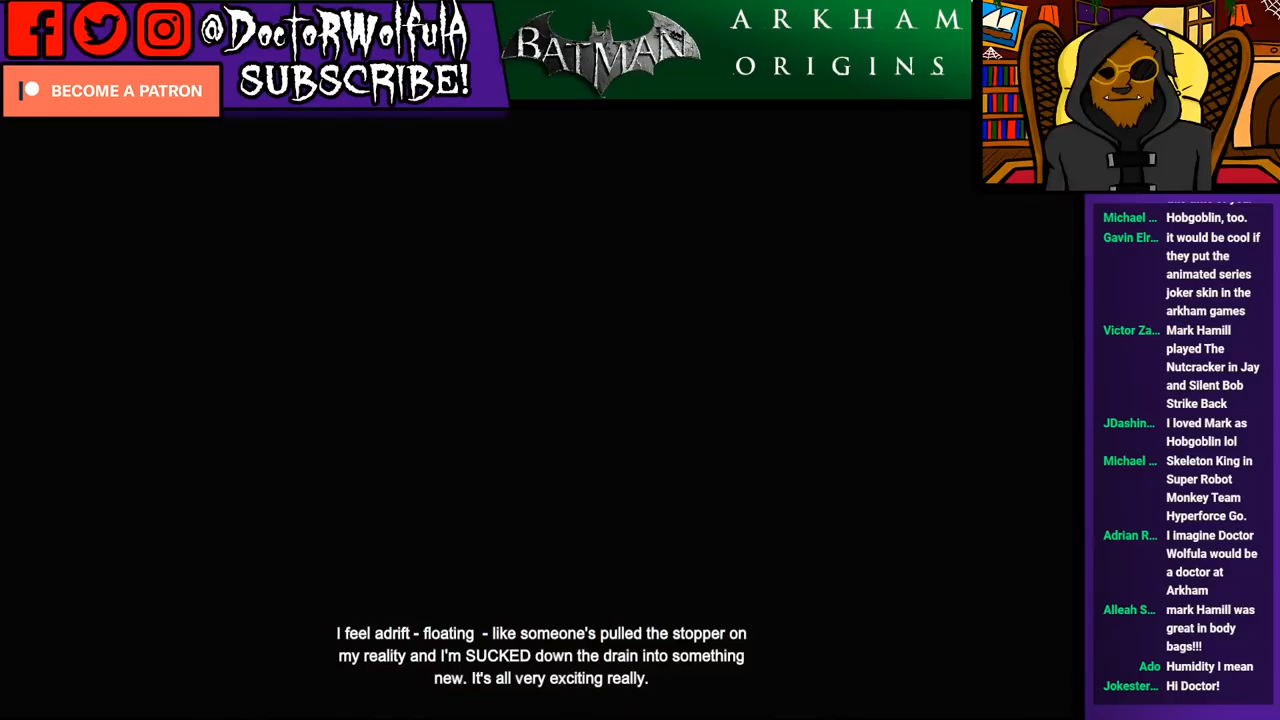 @DoctoRWolfulA
SUBSCRIBE!
BECOME A PATRON
BATMAN
ARKHAM
ORIGINS
Michael ... Hobgoblin, too.
Gavin Elr... it would be cool if
they put the
animated series
joker skin in the
arkham games
Victor Za... Mark Hamill
played The
Nutcracker in Jay
and Silent Bob
Strike Back
JDashin... I loved Mark as
Hobgoblin lol
Michael ... Skeleton King in
Super Robot
Monkey Team
Hyperforce Go.
Adrian R... I imagine Doctor
Wolfula would be
a doctor at
Arkham
Alleah S... mark Hamill was
great in body
bags!!!
Ado Humidity I mean
Jokester... Hi Doctor!
I feel adrift - floating - like someone's pulled the stopper on
my reality and I'm SUCKED down the drain into something
new. It's all very exciting really.